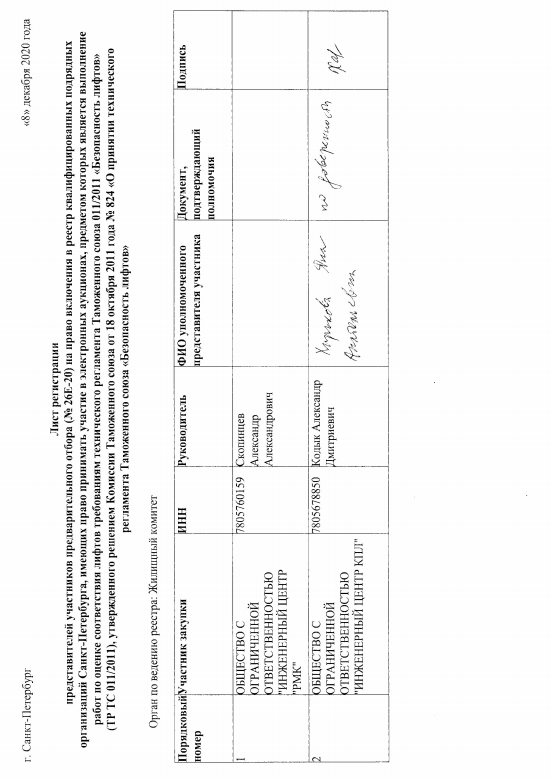 г. Санкт-Петербург «8» декабря 2020 года
Лист регистрации
представителей участников предварительного отбора (№ 26Е-20) на право включения в реестр квалифицированных подрядных
организаций Санкт-Петербурга, имеющих право принимать участие в электронных аукционах, предметом которых является выполнение
работ по оценке соответствия лифтов требованиям технического регламента Таможенного союза 011/2011 «Безопасность лифтов»
(ТР ТС 011/2011), утвержденного решением Комиссии Таможенного союза от 18 октября 2011 года № 824 «О принятии технического
регламента Таможенного союза «Безопасность лифтов»
Орган по ведению реестра: Жилищный комитет
Порядковый
номер
Участник закупки
ИНН
Руководитель
ФИО уполномоченного
представителя участника
Документ,
подтверждающий
полномочия
Подпись
1
ОБЩЕСТВО С
ОГРАНИЧЕННОЙ
ОТВЕТСТВЕННОСТЬЮ
"ИНЖЕНЕРНЫЙ ЦЕНТР
"РМК"
7805760159
Скопинцев
Александр
Александрович
2
ОБЩЕСТВО С
ОГРАНИЧЕННОЙ
ОТВЕТСТВЕННОСТЬЮ
"ИНЖЕНЕРНЫЙ ЦЕНТР КПЛ"
7805678850
Кодык Александр
Дмитриевич
Яна
Анатольевна
по доверенности